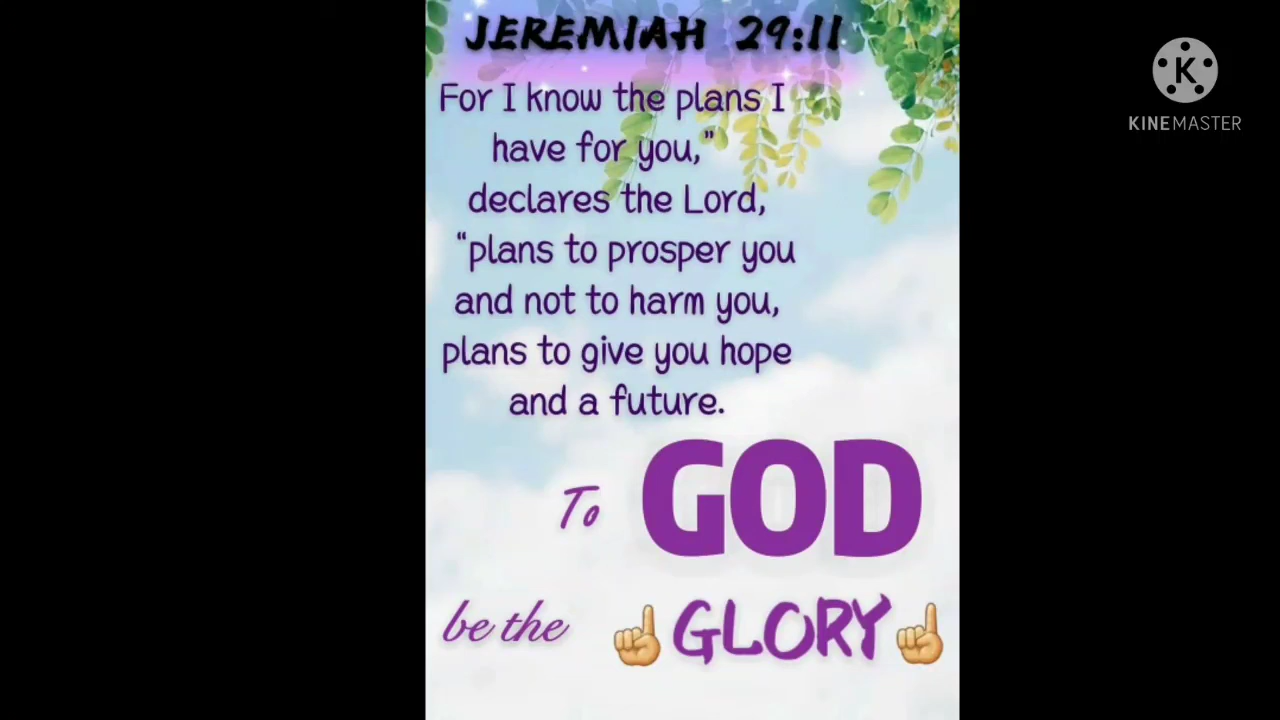 JEREMIAH 29:11
For I know the plans I
have for you,”
declares the Lord,
“plans to prosper you
and not to harm you,
plans to give you hope
and a future.
To GOD
be the ☝GLORY☝
K
KINEMASTER